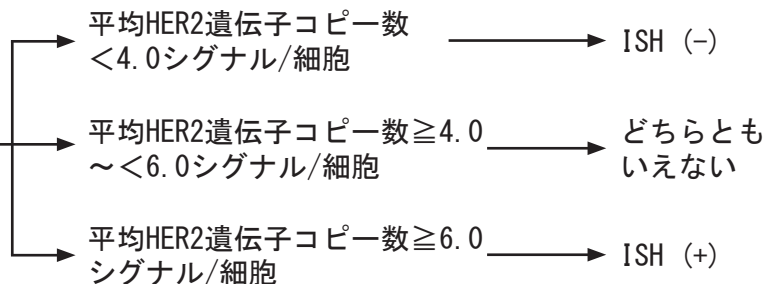 平均HER2遺伝子コピー数
<4.0シグナル/細胞
ISH (-)
平均HER2遺伝子コピー数≧4.0
～<6.0シグナル/細胞
どちらとも
いえない
平均HER2遺伝子コピー数≧6.0
シグナル/細胞
ISH (+)